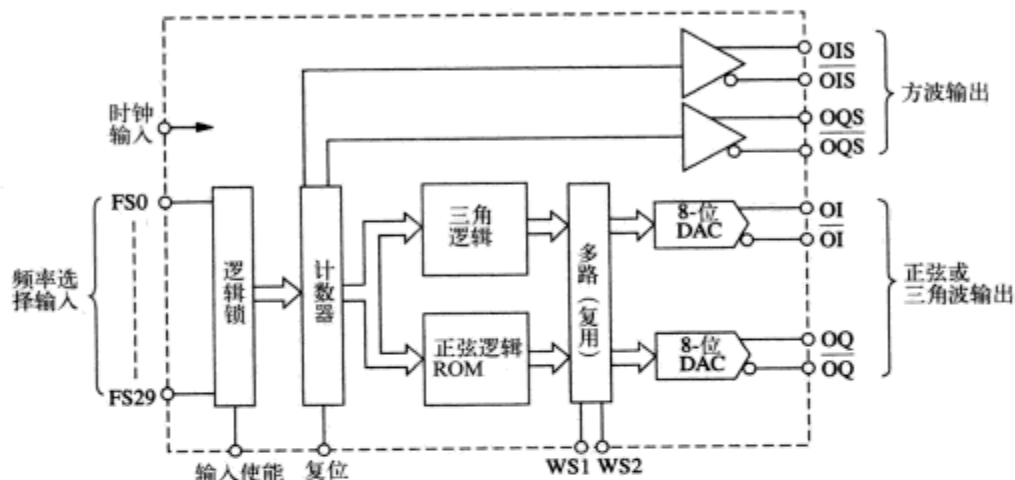 OIS
OIS
OQS
OQS
方波输出
时钟
输入
FS0
频率选
择输入
FS29
逻辑锁
计数器
三角
逻辑
正弦逻辑
ROM
多路(复用)
8-位
DAC
8-位
DAC
OI
OI
正弦或
三角波输出
OQ
OQ
输入使能
复位
WS1 WS2